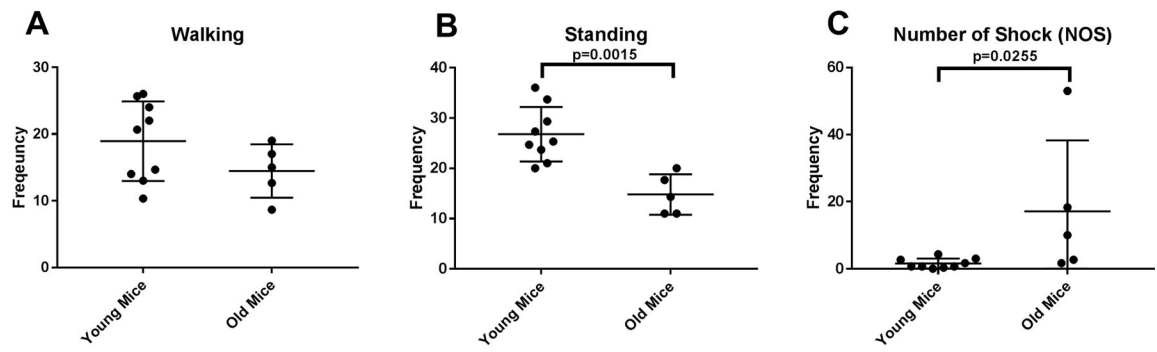 A
Walking
Freqeuncy
30
20
10
0
Young Mice
Old Mice
B
Standing
p=0.0015
Frequency
40
30
20
10
0
Young Mice
Old Mice
C
Number of Shock (NOS)
p=0.0255
Frequency
60
40
20
0
Young Mice
Old Mice